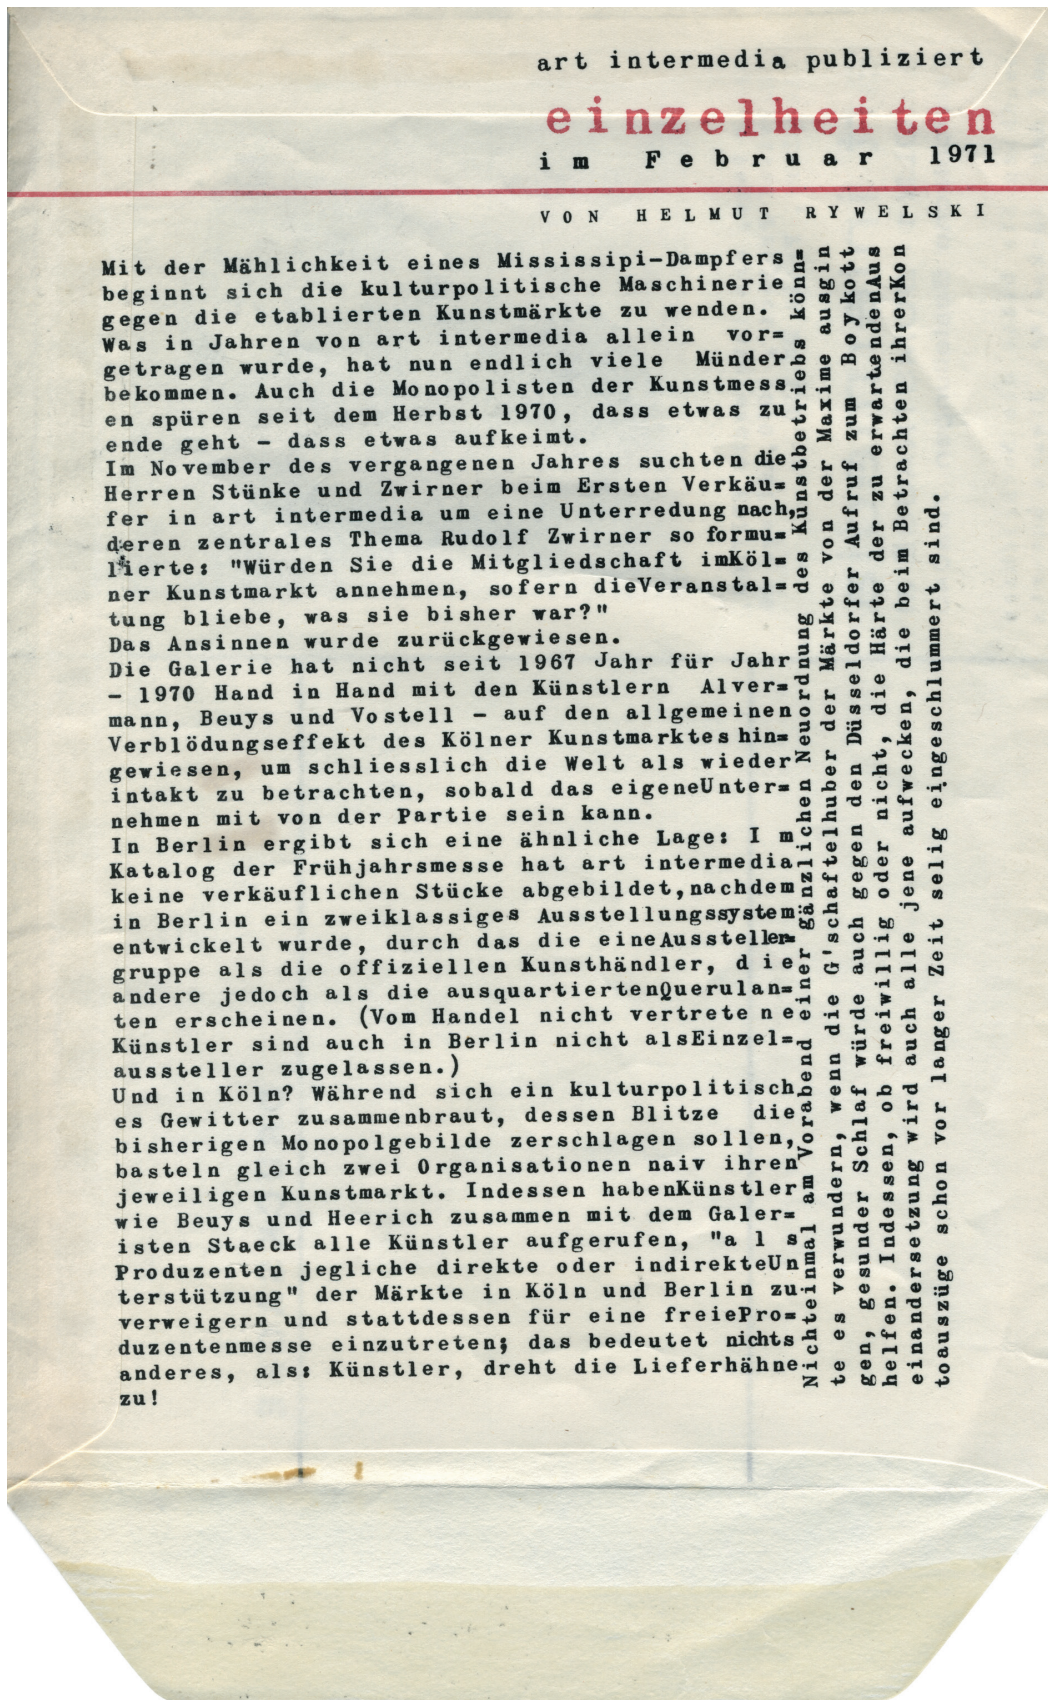 art intermedia publiziert
einzelheiten
im Februar 1971
VON HELMUT RYWELSKI
Mit der Mählichkeit eines Mississipi-Dampfers
beginnt sich die kulturpolitische Maschinerie
gegen die etablierten Kunstmärkte zu wenden.
Was in Jahren von art intermedia allein vor=
getragen wurde, hat nun endlich viele Münder
bekommen. Auch die Monopolisten der Kunstmess
en spüren seit dem Herbst 1970, dass etwas zu
ende geht - dass etwas aufkeimt.
Im November des vergangenen Jahres suchten die
Herren Stünke und Zwirner beim Ersten Verkäu=
fer in art intermedia um eine Unterredung nach,
deren zentrales Thema Rudolf Zwirner so formu=
lierte: "Würden Sie die Mitgliedschaft imKöl=
ner Kunstmarkt annehmen, sofern dieVeranstal=
tung bliebe, was sie bisher war?"
Das Ansinnen wurde zurückgewiesen.
Die Galerie hat nicht seit 1967 Jahr für Jahr
- 1970 Hand in Hand mit den Künstlern Alver=
mann, Beuys und Vostell - auf den allgemeinen
Verblödungseffekt des Kölner Kunstmarktes hin=
gewiesen, um schliesslich die Welt als wieder
intakt zu betrachten, sobald das eigeneUnter=
nehmen mit von der Partie sein kann.
In Berlin ergibt sich eine ähnliche Lage: I m
Katalog der Frühjahrsmesse hat art intermedia
keine verkäuflichen Stücke abgebildet,nachdem
in Berlin ein zweiklassiges Ausstellungssystem
entwickelt wurde, durch das die eineAussteller=
gruppe als die offiziellen Kunsthändler, d i e
andere jedoch als die ausquartiertenQuerulan=
ten erscheinen. (Vom Handel nicht vertrete n e
Künstler sind auch in Berlin nicht alsEinzel=
aussteller zugelassen.)
Und in Köln? Während sich ein kulturpolitisch
es Gewitter zusammenbraut, dessen Blitze die
bisherigen Monopolgebilde zerschlagen sollen,
basteln gleich zwei Organisationen naiv ihren
jeweiligen Kunstmarkt. Indessen habenKünstler
wie Beuys und Heerich zusammen mit dem Galer=
isten Staeck alle Künstler aufgerufen, "a l s
Produzenten jegliche direkte oder indirekteUn
terstützung" der Märkte in Köln und Berlin zu
verweigern und stattdessen für eine freiePro=
duzentenmesse einzutreten; das bedeutet nichts
anderes, als: Künstler, dreht die Lieferhähne
zu!
Nichteinmal am Vorabend einer gänzlichen Neuordnung des Kunstbetriebs könn=
te es verwundern, wenn die G'schaftelhuber der Märkte von der Maxime ausgin
gen, gesunder Schlaf würde auch gegen den Düsseldorfer Aufruf zum Boykott
helfen. Indessen, ob freiwillig oder nicht, die Härte der zu erwartendenAus
einandersetzung wird auch alle jene aufwecken, die beim Betrachten ihrerKon
toauszüge schon vor langer Zeit selig eingeschlummert sind.